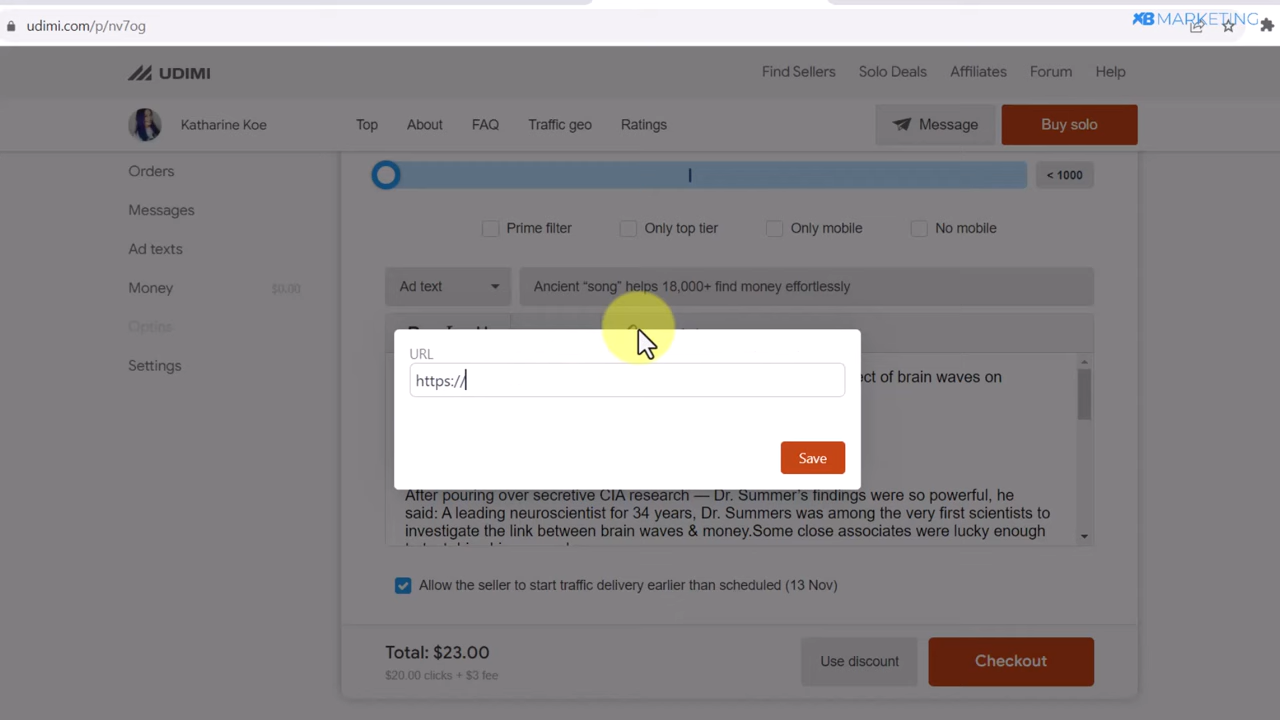 udimi.com/p/nv7og
XB MARKETING
UDIMI
Find Sellers
Solo Deals
Affiliates
Forum
Help
Katharine Koe
Top
About
FAQ
Traffic geo
Ratings
Message
Buy solo
Orders
Messages
Ad texts
Money
$0.00
Optins
Settings
< 1000
Prime filter
Only top tier
Only mobile
No mobile
Ad text
Ancient “song” helps 18,000+ find money effortlessly
URL
https://
Save
ect of brain waves on
After pouring over secretive CIA research — Dr. Summer’s findings were so powerful, he
said: A leading neuroscientist for 34 years, Dr. Summers was among the very first scientists to
investigate the link between brain waves & money.Some close associates were lucky enough
Allow the seller to start traffic delivery earlier than scheduled (13 Nov)
Total: $23.00
$20.00 clicks + $3 fee
Use discount
Checkout